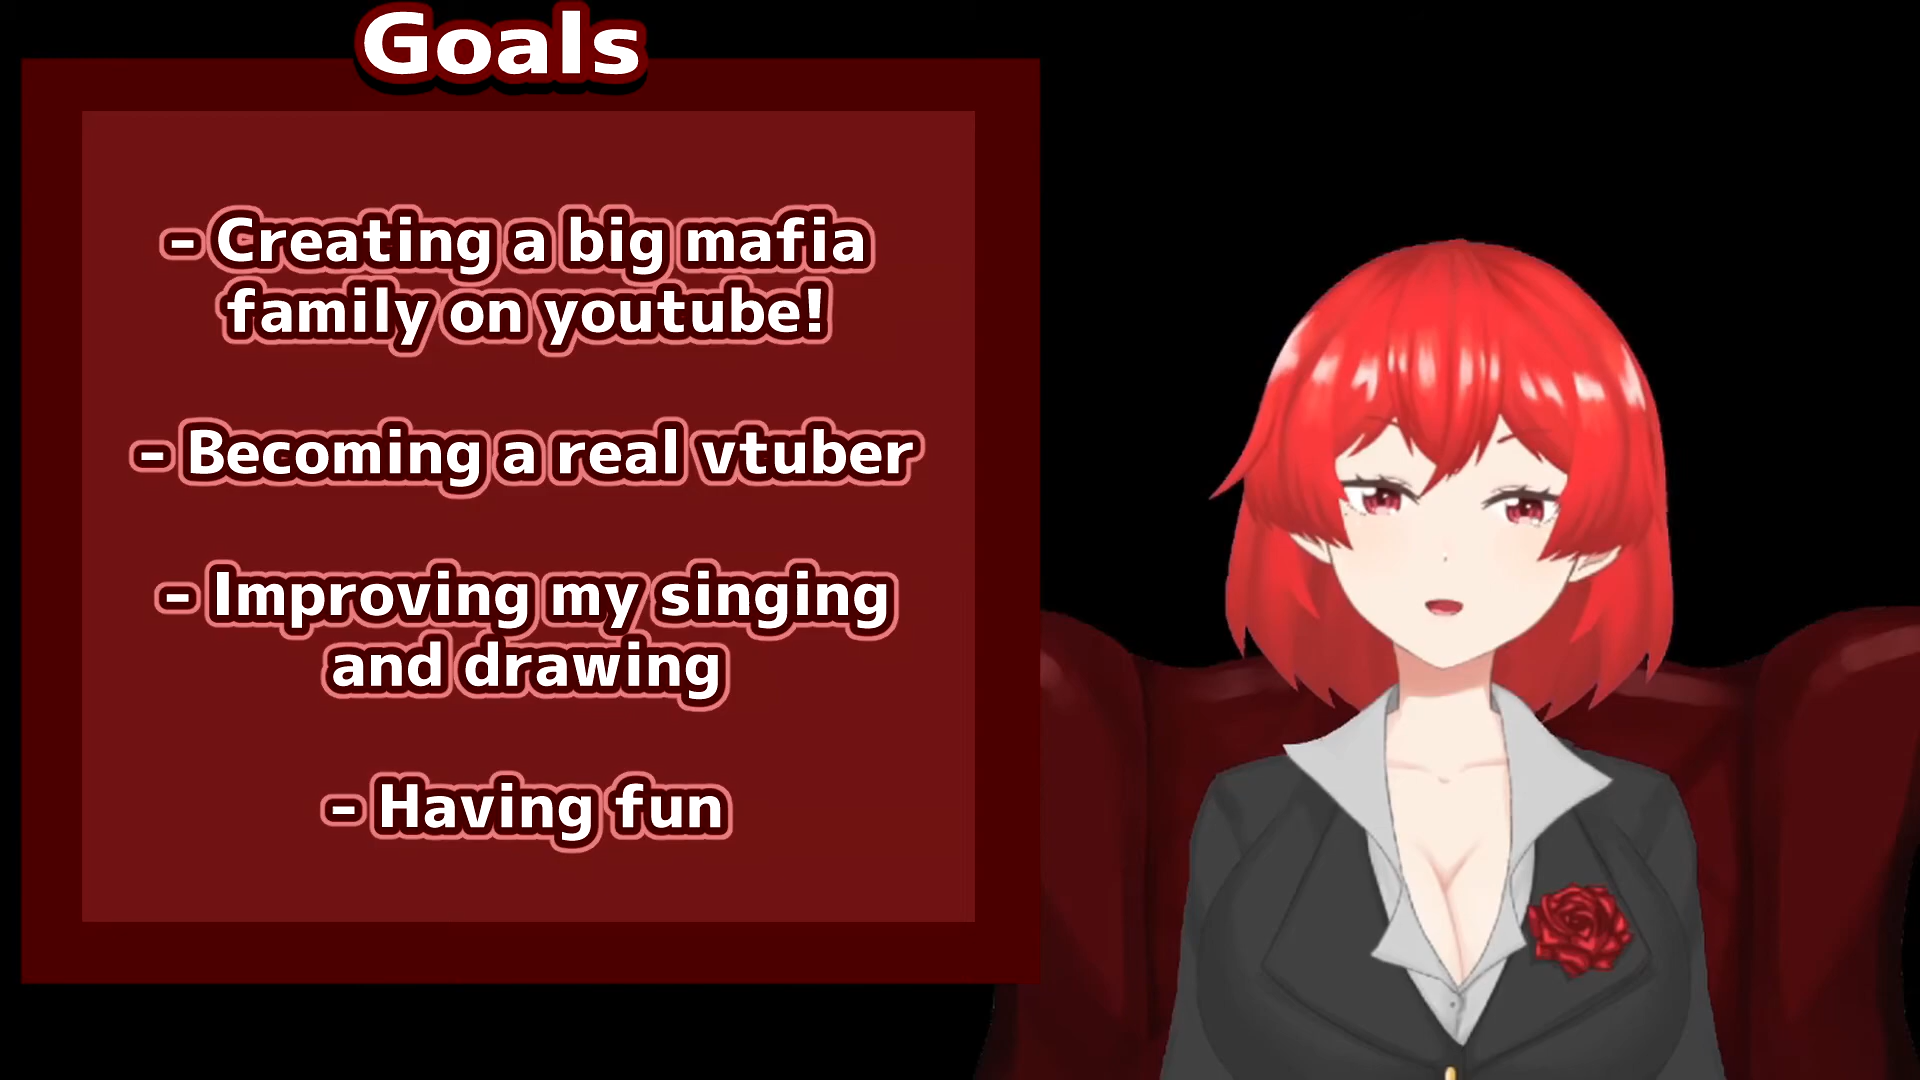 Goals
- Creating a big mafia
family on youtube!
- Becoming a real vtuber
- Improving my singing
and drawing
- Having fun